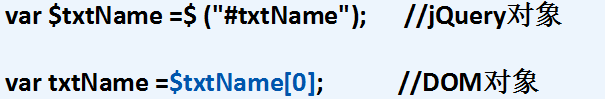 var $txtName =$ ("#txtName"); //jQuery对象
var txtName =$txtName[0]; //DOM对象